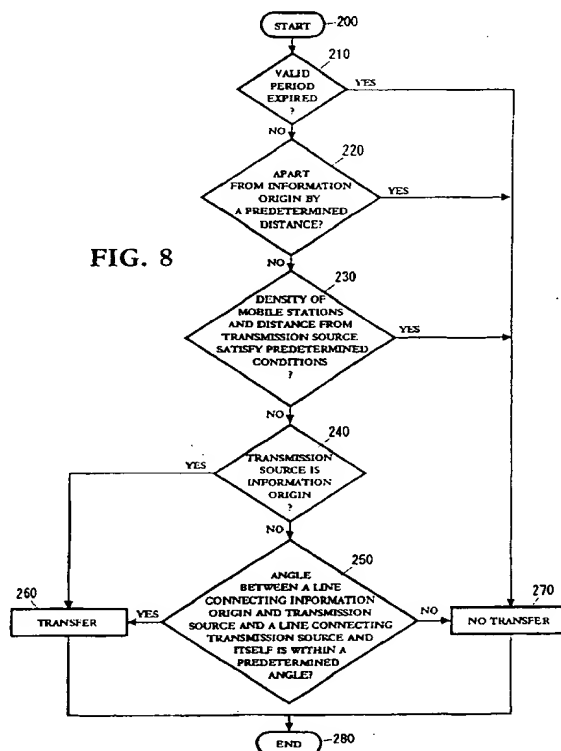 START
200
210
VALID
PERIOD
EXPIRED
?
YES
NO
220
APART
FROM INFORMATION
ORIGIN BY
A PREDETERMINED
DISTANCE?
YES
FIG. 8
NO
230
DENSITY OF
MOBILE STATIONS
AND DISTANCE FROM
TRANSMISSION SOURCE
SATISFY PREDETERMINED
CONDITIONS
?
YES
NO
240
YES
TRANSMISSION
SOURCE IS
INFORMATION
ORIGIN
?
NO
250
ANGLE
BETWEEN A LINE
CONNECTING INFORMATION
ORIGIN AND TRANSMISSION
SOURCE AND A LINE CONNECTING
TRANSMISSION SOURCE AND
ITSELF IS WITHIN A
PREDETERMINED
ANGLE?
260
TRANSFER
YES
NO
270
NO TRANSFER
END
280